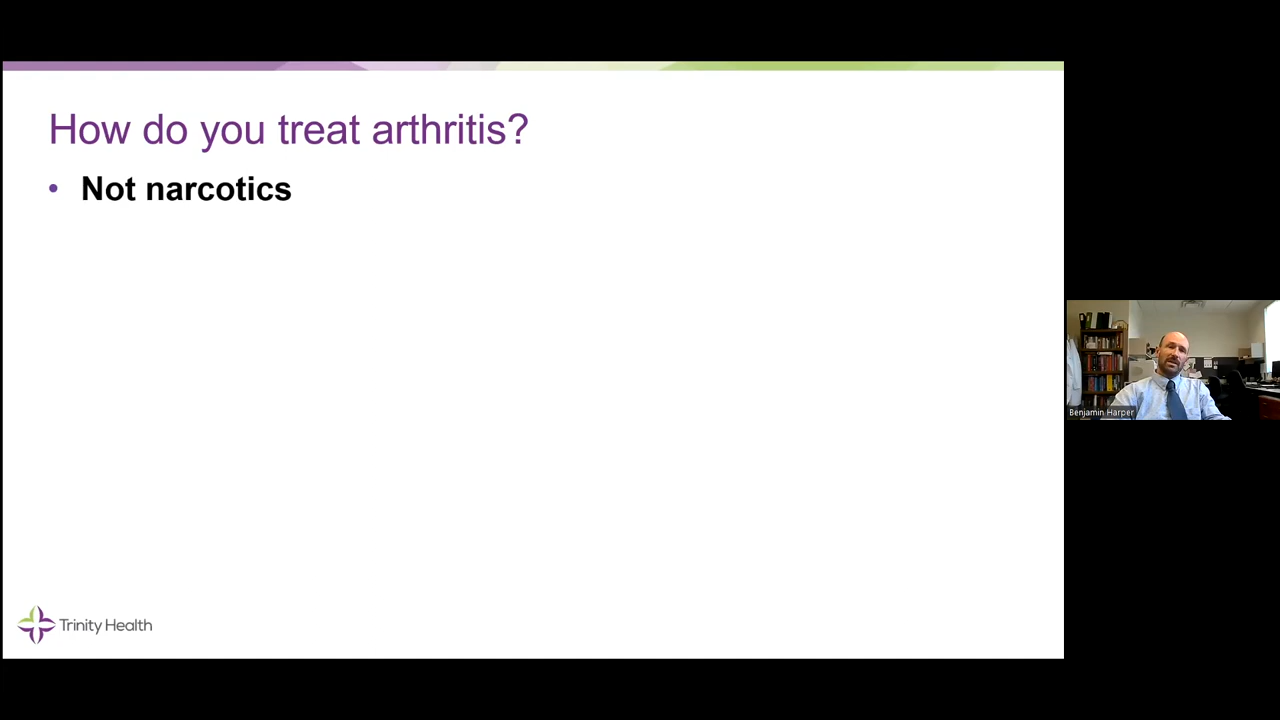 How do you treat arthritis?
• Not narcotics
Benjamin Harper
Trinity Health